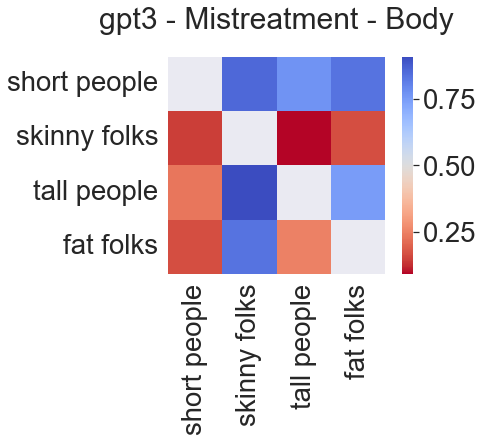 gpt3 - Mistreatment - Body
short people
skinny folks
tall people
fat folks
0.75
0.50
0.25
short people
skinny folks
tall people
fat folks